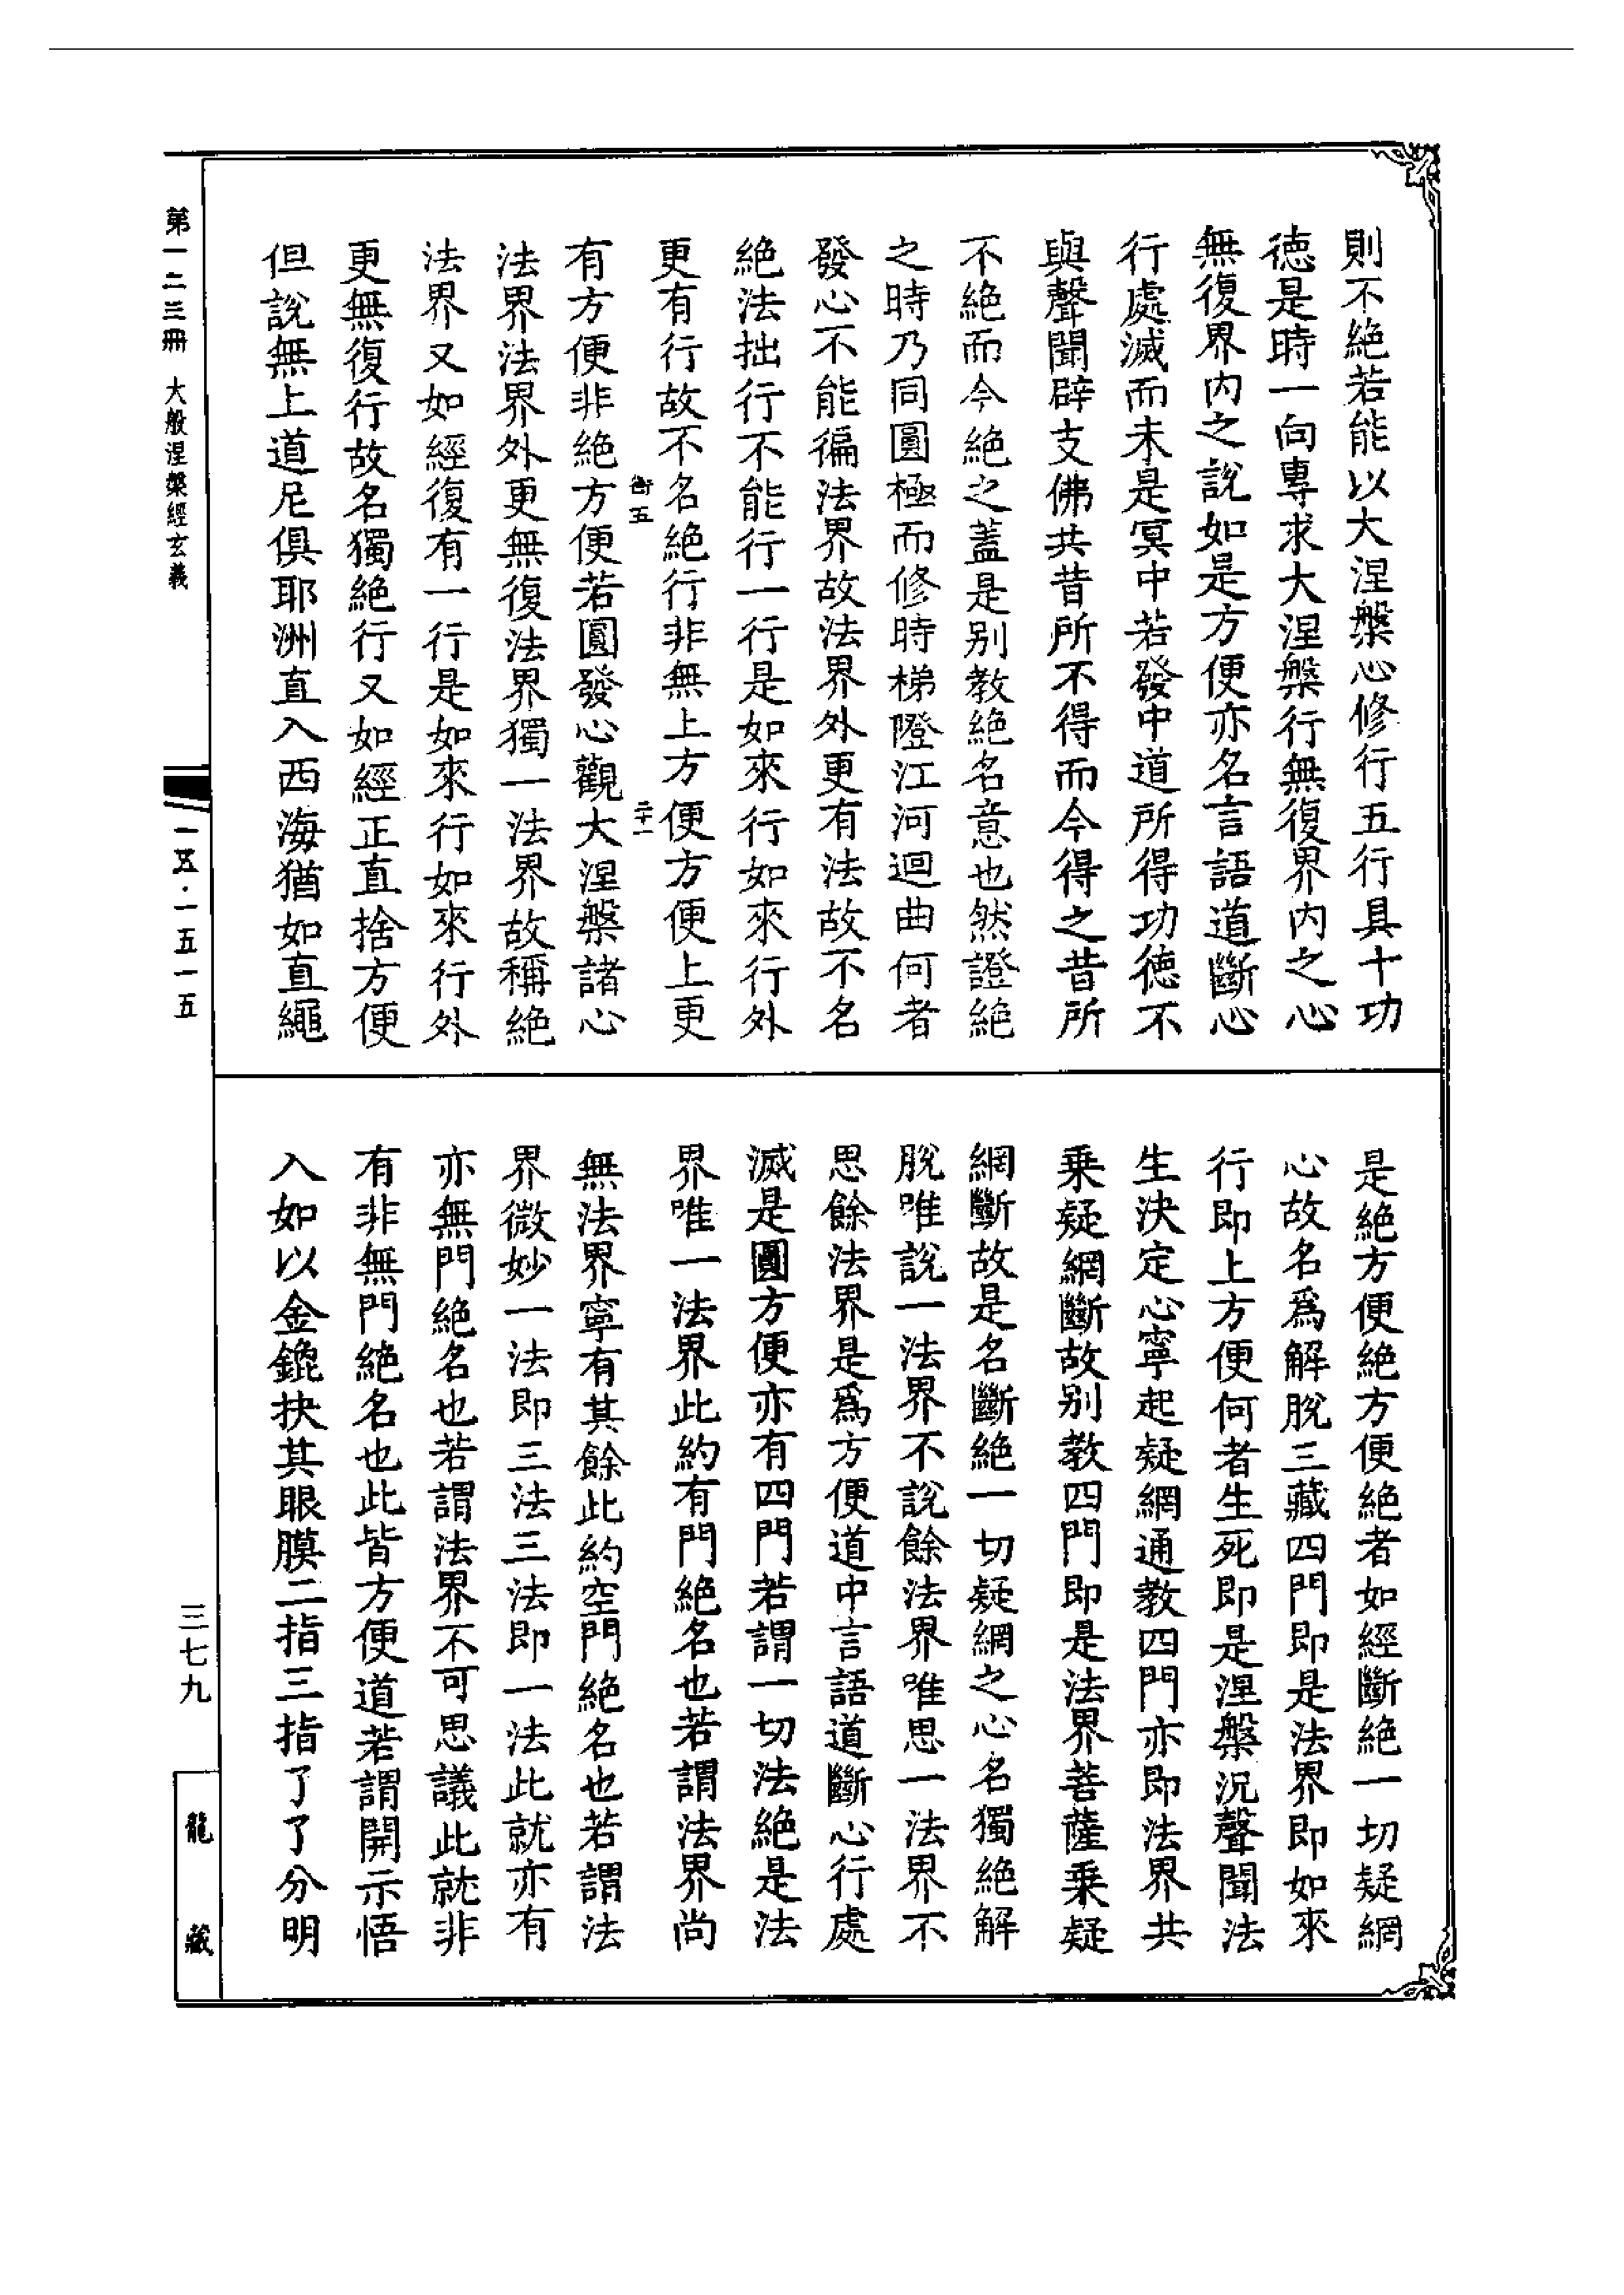 則不絕若能以大涅槃心修行五行具十功
德是時一向專求大涅槃行無復界內之心
無復界內之說如是方便亦名言語道斷心
行處滅而未是冥中若發中道所得功德不
與聲聞辟支佛共昔所不得而今得之昔所
不絕而今絕之蓋是別教絕名意也然證絕
之時乃同圓極而修時梯隥江河迴曲何者
發心不能徧法界故法界外更有法故不名
絕法拙行不能行一行是如來行如來行外
更有行故不名絕行非無上方便方便上更
衡五
二十一
有方便非絕方便若圓發心觀大涅槃諸心
法界法界外更無復法界獨一法界故稱絕
法界又如經復有一行是如來行如來行外
更無復行故名獨絕行又如經正直捨方便
但說無上道尼俱耶洲直入西海猶如直繩
是絕方便絕方便絕者如經斷絕一切疑網
心故名爲解脫三藏四門即是法界即如來
行即上方便何者生死即是涅槃況聲聞法
生決定心寧起疑網通教四門亦即法界共
乘疑網斷故別教四門即是法界菩薩乘疑
網斷故是名斷絕一切疑網之心名獨絕解
脫唯說一法界不說餘法界唯思一法界不
思餘法界是爲方便道中言語道斷心行處
滅是圓方便亦有四門若謂一切法絕是法
界唯一法界此約有門絕名也若謂法界尚
無法界寧有其餘此約空門絕名也若謂法
界微妙一法即三法三法即一法此就亦有
亦無門絕名也若謂法界不可思議此就非
有非無門絕名也此皆方便道若謂開示悟
入如以金錍抉其眼膜二指三指了了分明
第一二三冊 大般涅槃經玄義
一五·一五一五
三七九
龍藏